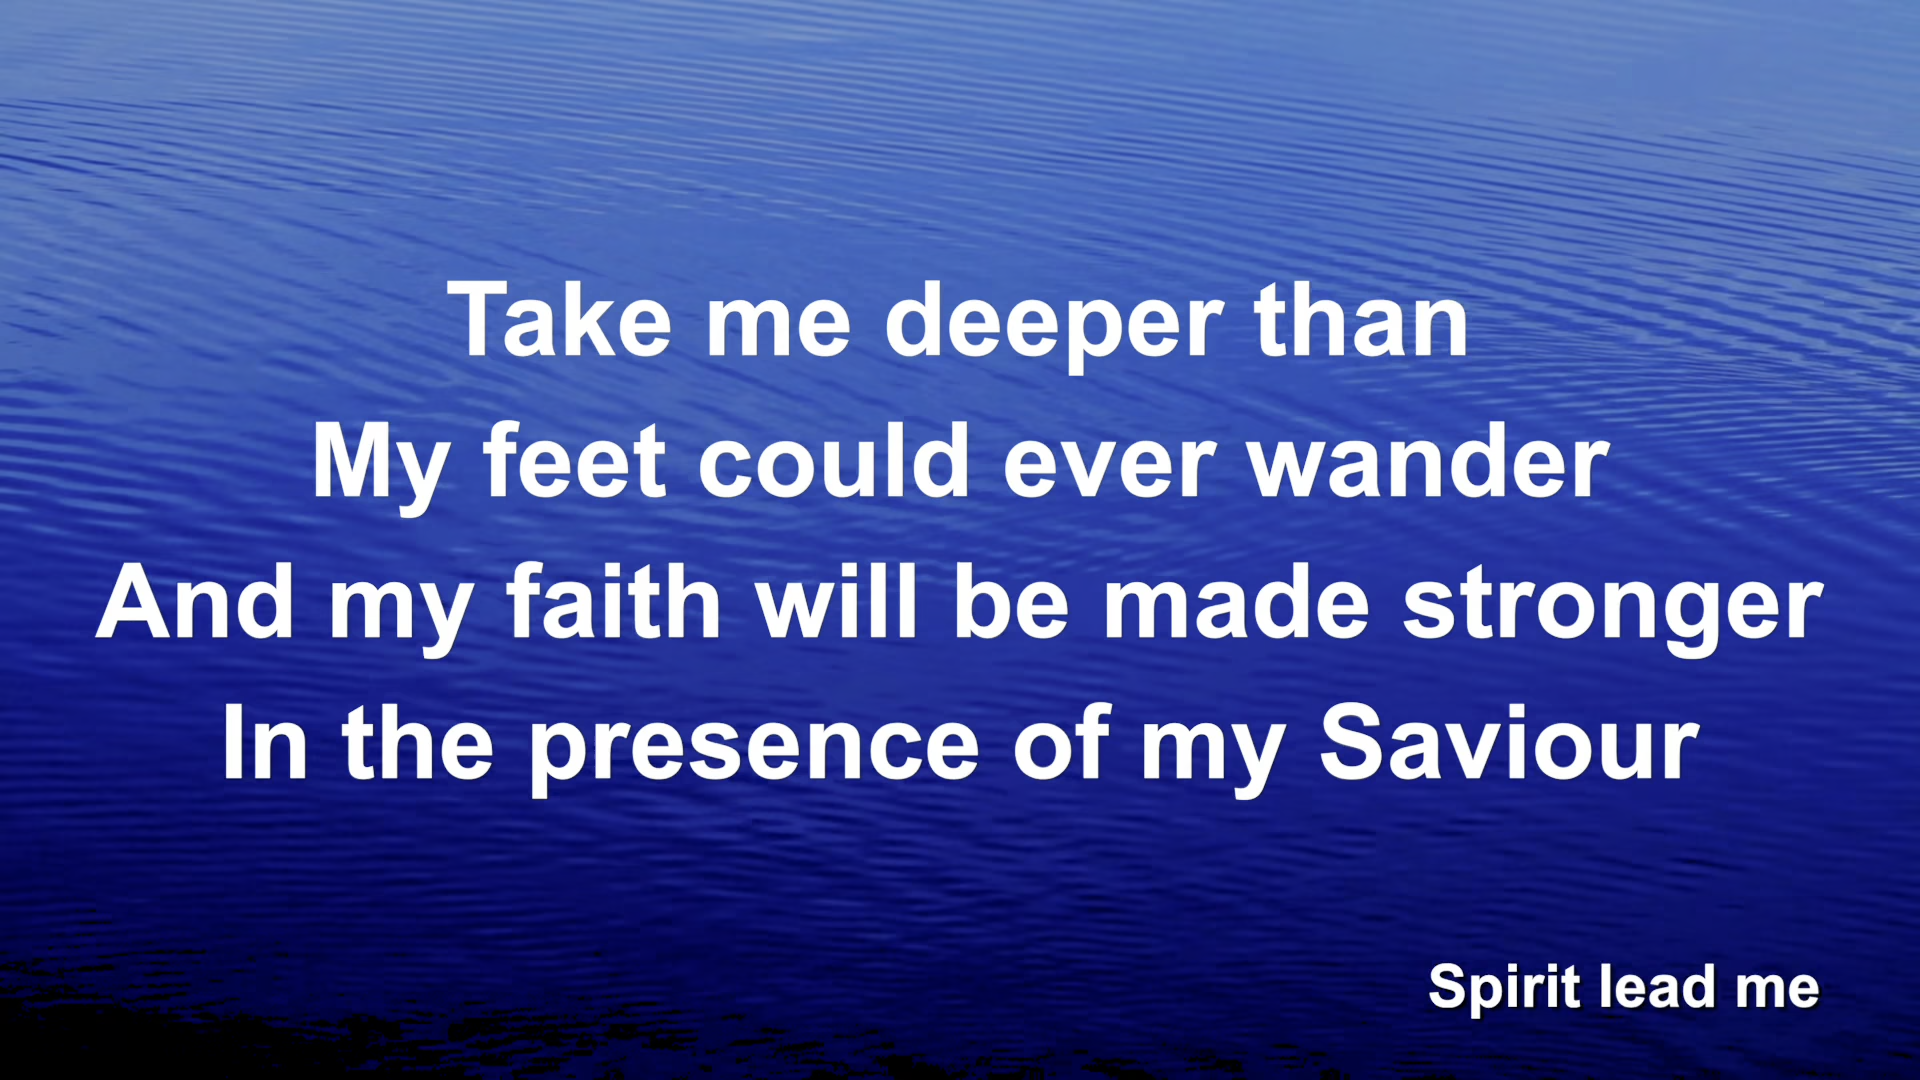 Take me deeper than
My feet could ever wander
And my faith will be made stronger
In the presence of my Saviour
Spirit lead me